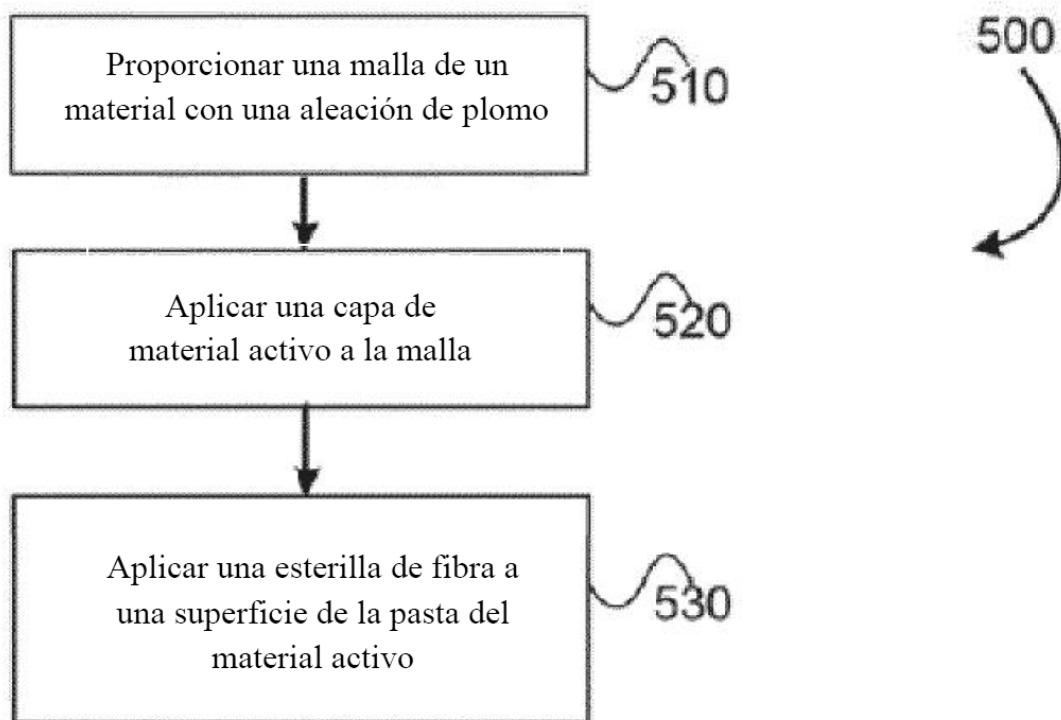 500
Proporcionar una malla de un
material con una aleación de plomo
510
Aplicar una capa de
material activo a la malla
520
Aplicar una esterilla de fibra a
una superficie de la pasta del
material activo
530